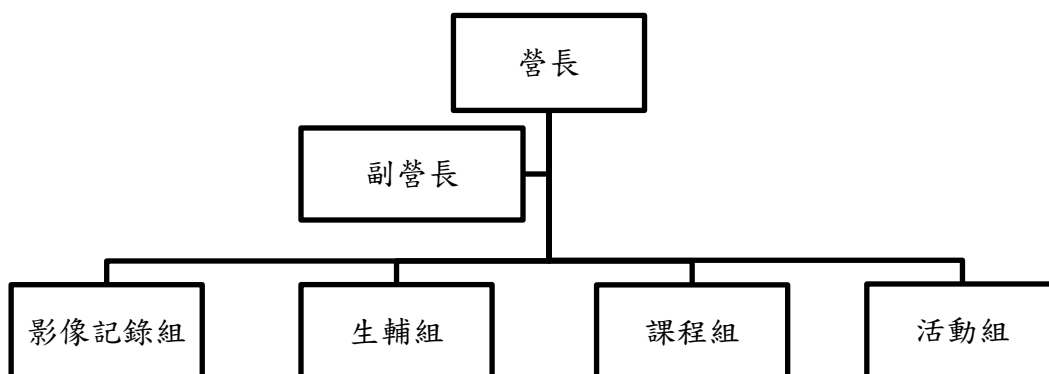 營長
副營長
影像記錄組
生輔組
課程組
活動組